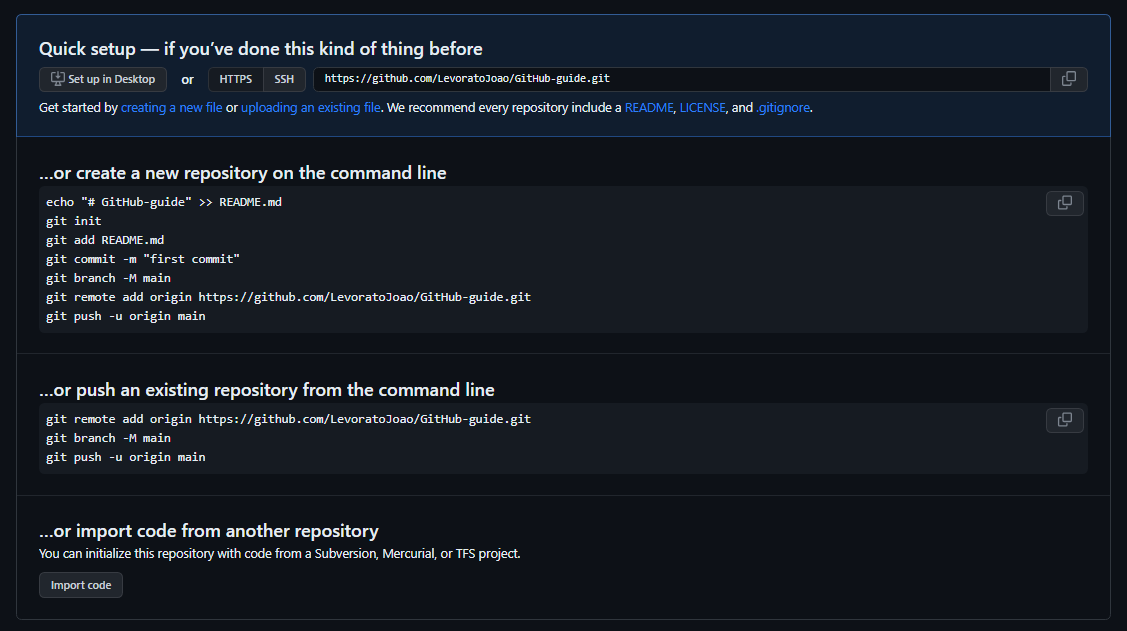 Quick setup — if you’ve done this kind of thing before
Set up in Desktop or HTTPS SSH https://github.com/LevoratoJoao/GitHub-guide.git
Get started by creating a new file or uploading an existing file. We recommend every repository include a README, LICENSE, and .gitignore.
…or create a new repository on the command line
echo "# GitHub-guide" >> README.md
git init
git add README.md
git commit -m "first commit"
git branch -M main
git remote add origin https://github.com/LevoratoJoao/GitHub-guide.git
git push -u origin main
…or push an existing repository from the command line
git remote add origin https://github.com/LevoratoJoao/GitHub-guide.git
git branch -M main
git push -u origin main
…or import code from another repository
You can initialize this repository with code from a Subversion, Mercurial, or TFS project.
Import code